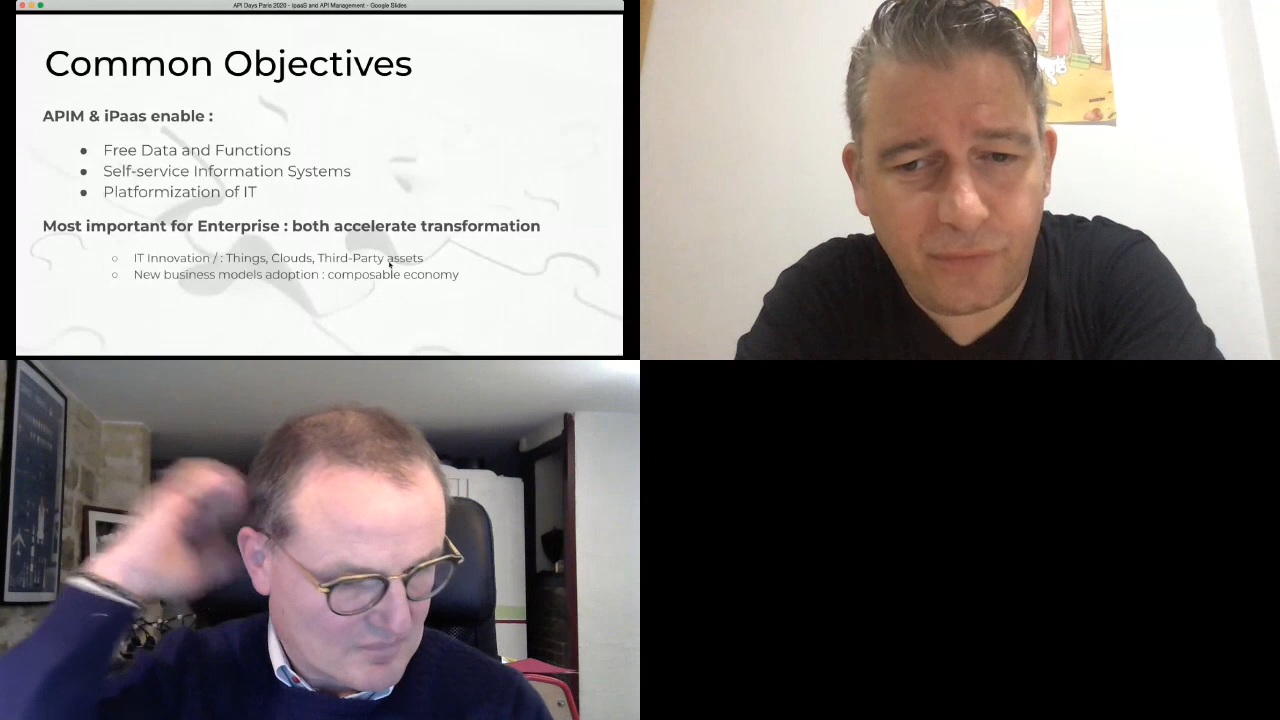 API Days Paris 2020 - IpaaS and API Management - Google Slides
Common Objectives
APIM & iPaas enable :
● Free Data and Functions
● Self-service Information Systems
● Platformization of IT
Most important for Enterprise : both accelerate transformation
○ IT Innovation / : Things, Clouds, Third-Party assets
○ New business models adoption : composable economy